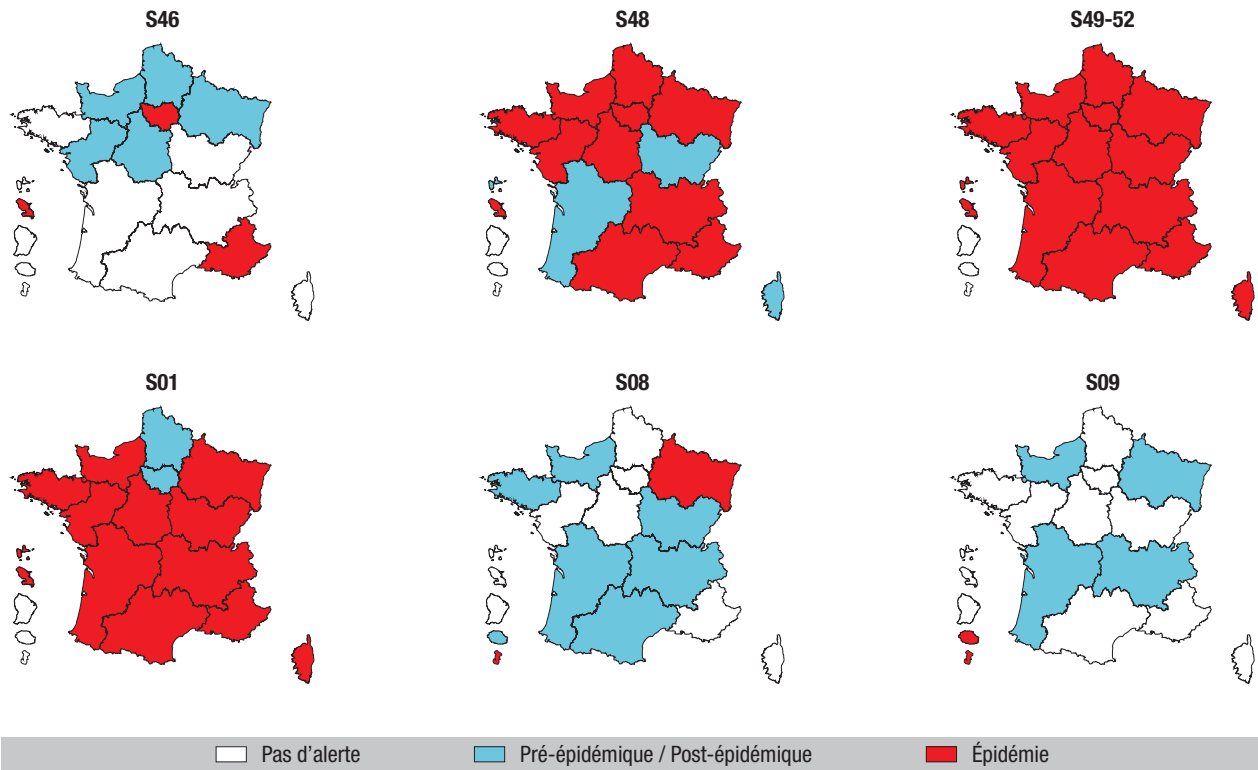 S46
S48
S49-52
S01
S08
S09
Pas d'alerte
Pré-épidémique / Post-épidémique
Épidémie